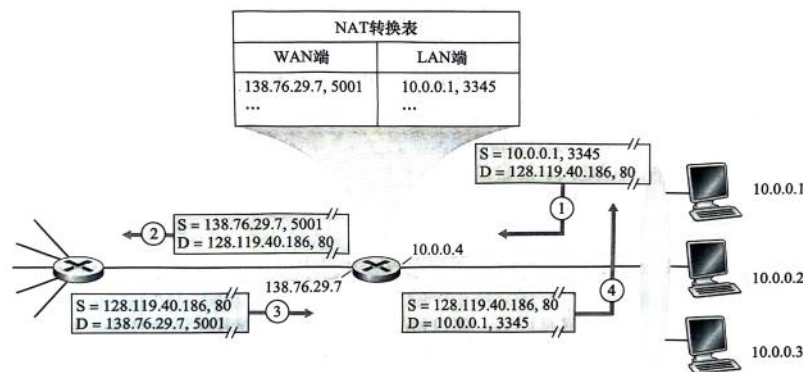 NAT转换表
WAN端
LAN端
138.76.29.7, 5001
10.0.0.1, 3345
...
...
S = 10.0.0.1, 3345
D = 128.119.40.186, 80
10.0.0.1
①
②
S = 138.76.29.7, 5001
D = 128.119.40.186, 80
10.0.0.4
10.0.0.2
138.76.29.7
④
S = 128.119.40.186, 80
D = 138.76.29.7, 5001
③
S = 128.119.40.186, 80
D = 10.0.0.1, 3345
10.0.0.3